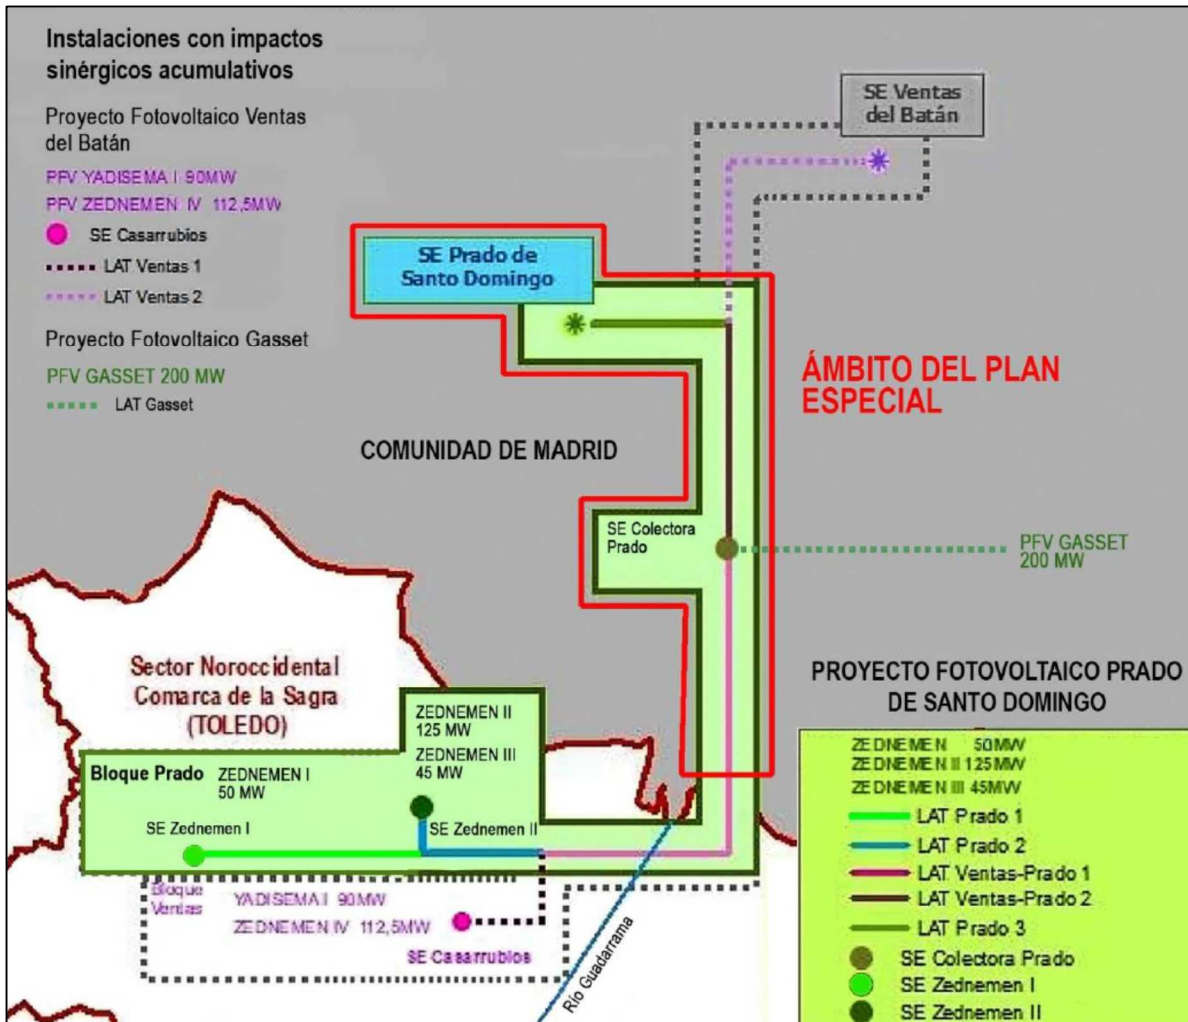 Instalaciones con impactos
sinérgicos acumulativos
Proyecto Fotovoltaico Ventas
del Batán
PFV YADISEMA I 90MW
PFV ZEDNEMEN IV 112,5MW
SE Casarrubios
LAT Ventas 1
LAT Ventas 2
Proyecto Fotovoltaico Gasset
PFV GASSET 200 MW
LAT Gasset
SE Ventas
del Batán
SE Prado de
Santo Domingo
ÁMBITO DEL PLAN
ESPECIAL
COMUNIDAD DE MADRID
SE Colectora
Prado
PFV GASSET
200 MW
Sector Noroccidental
Comarca de la Sagra
(TOLEDO)
ZEDNEMEN II
125 MW
ZEDNEMEN III
45 MW
Bloque Prado
ZEDNEMEN I
50 MW
SE Zednemen I
SE Zednemen II
Bloque
Ventas
YADISEMA I 90MW
ZEDNEMEN IV 112,5MW
SE Casarrubios
Río Guadarrama
PROYECTO FOTOVOLTAICO PRADO
DE SANTO DOMINGO
ZEDNEMEN 50MW
ZEDNEMEN II 125MW
ZEDNEMEN III 45MW
LAT Prado 1
LAT Prado 2
LAT Ventas-Prado 1
LAT Ventas-Prado 2
LAT Prado 3
SE Colectora Prado
SE Zednemen I
SE Zednemen II